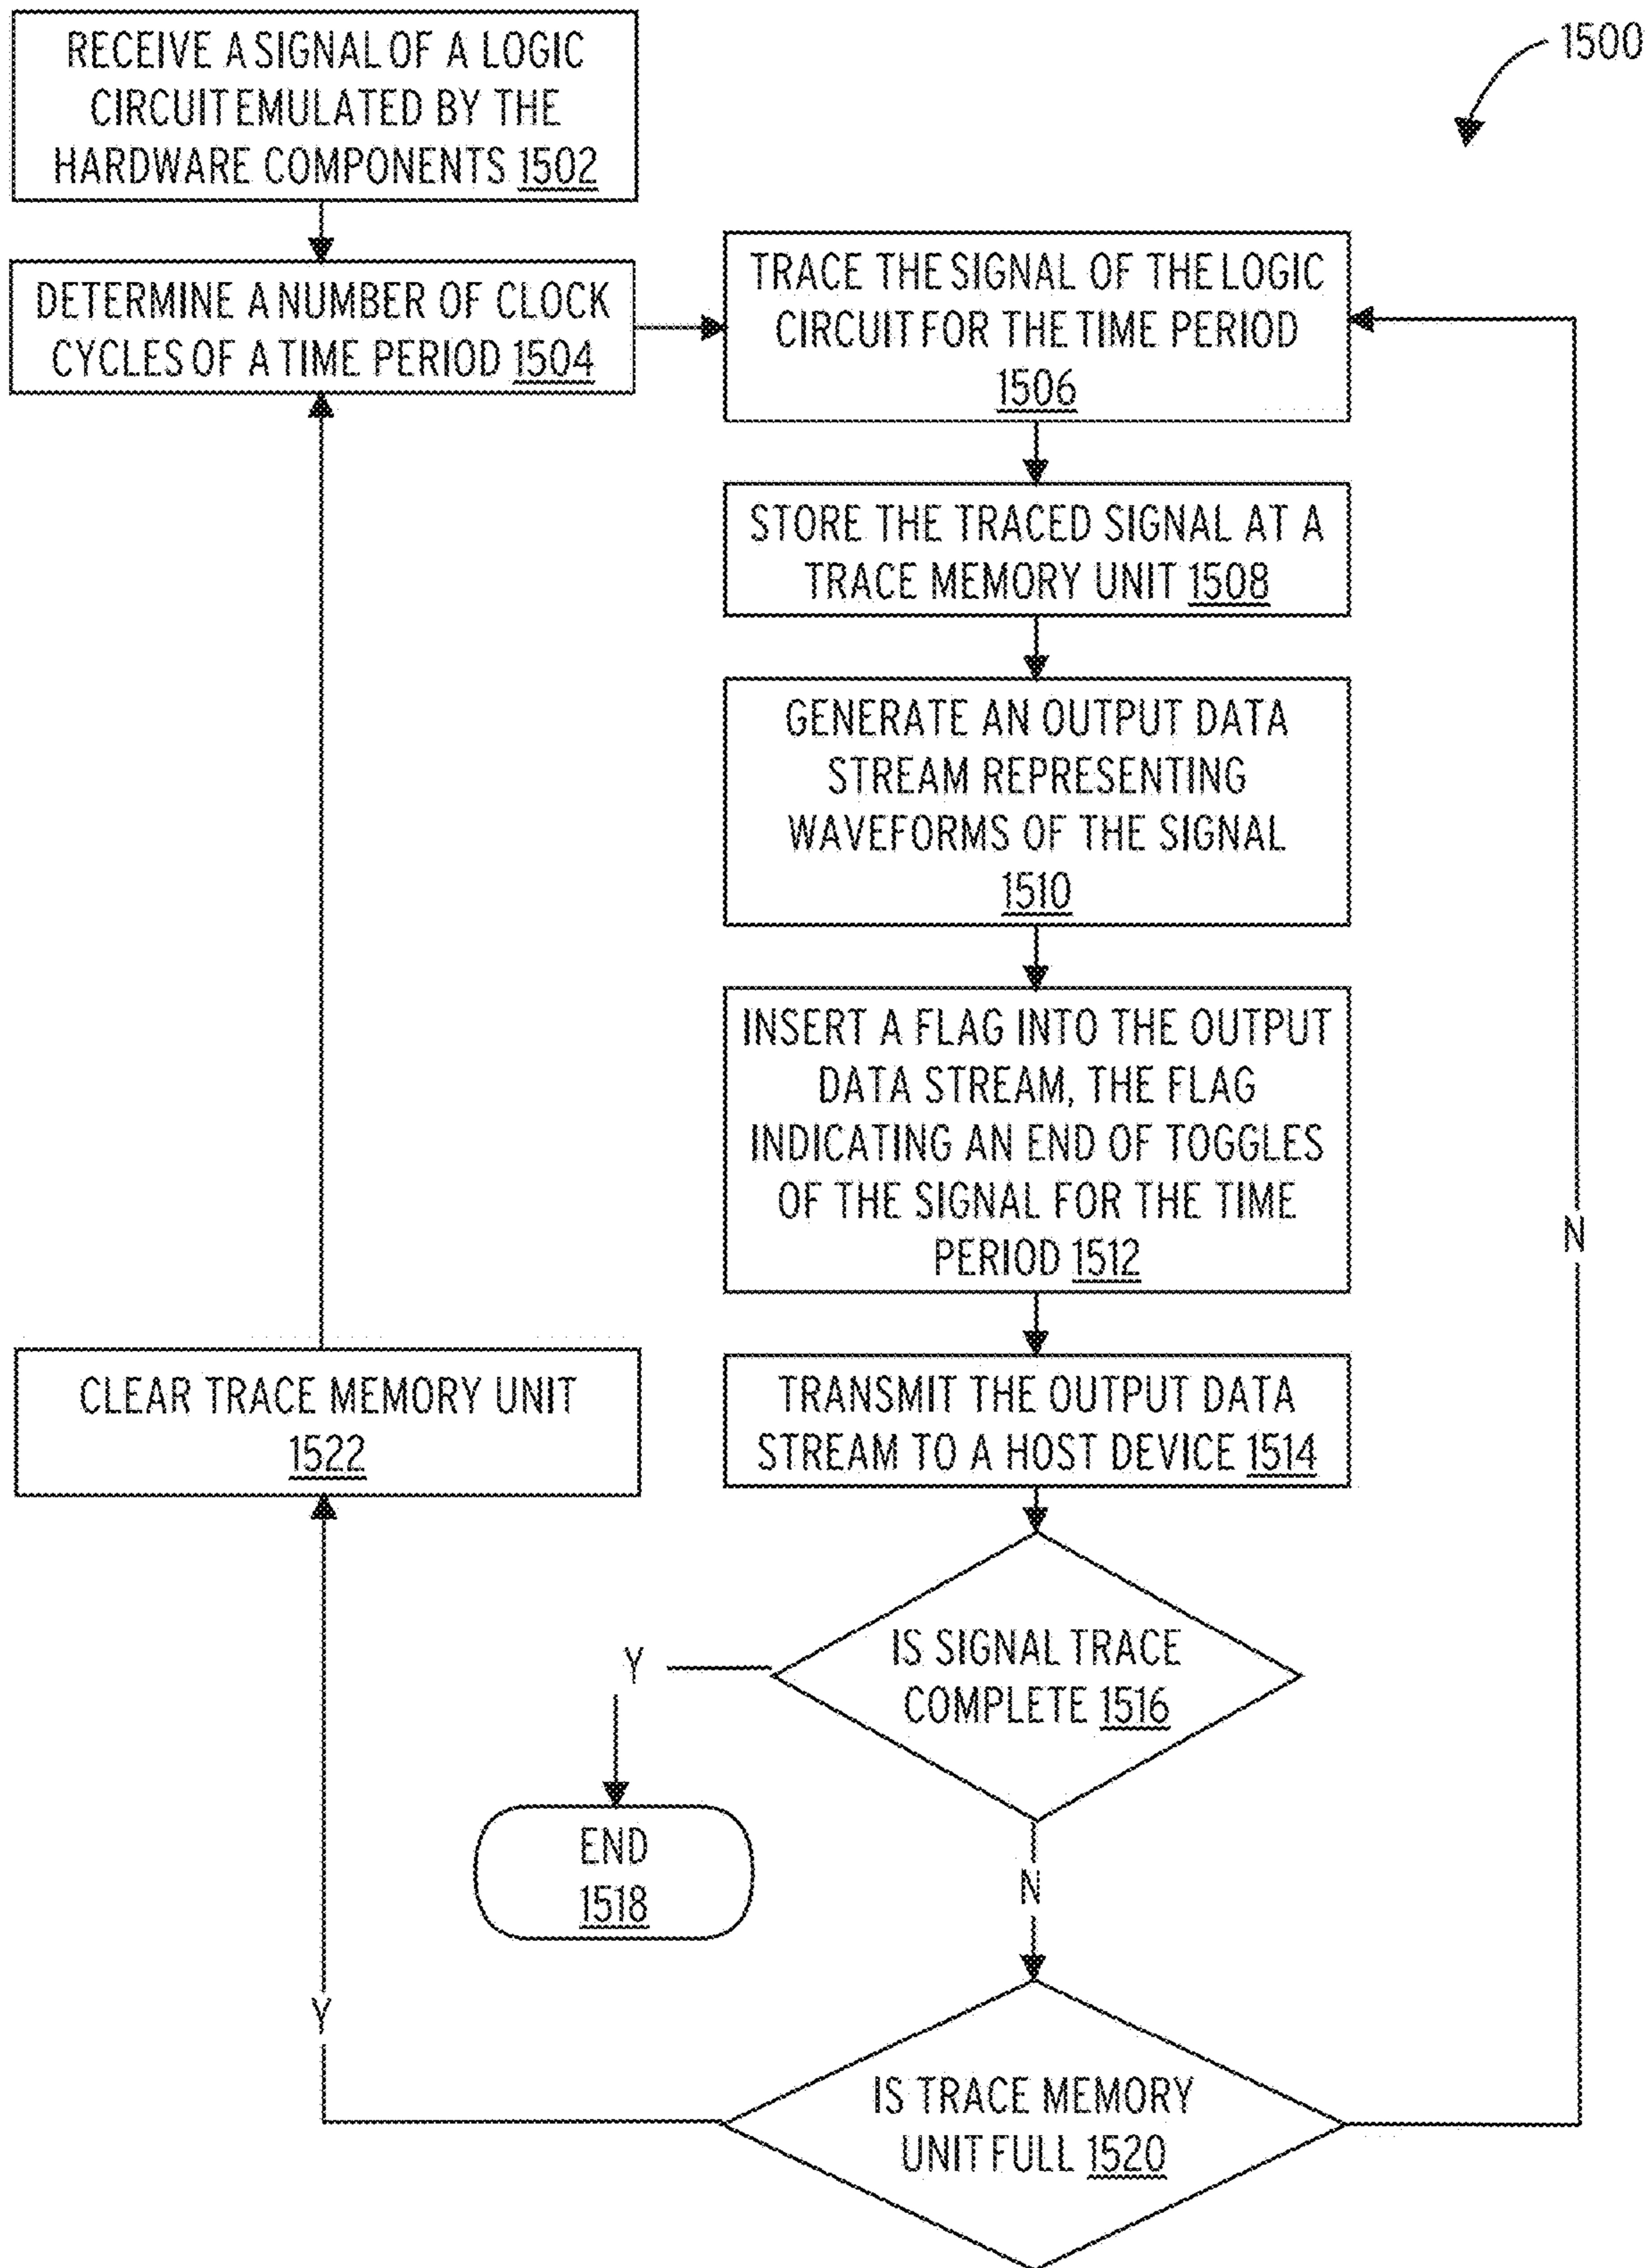 1500
RECEIVE A SIGNAL OF A LOGIC
CIRCUIT EMULATED BY THE
HARDWARE COMPONENTS 1502
DETERMINE A NUMBER OF CLOCK
CYCLES OF A TIME PERIOD 1504
TRACE THE SIGNAL OF THE LOGIC
CIRCUIT FOR THE TIME PERIOD
1506
STORE THE TRACED SIGNAL AT A
TRACE MEMORY UNIT 1508
GENERATE AN OUTPUT DATA
STREAM REPRESENTING
WAVEFORMS OF THE SIGNAL
1510
INSERT A FLAG INTO THE OUTPUT
DATA STREAM, THE FLAG
INDICATING AN END OF TOGGLES
OF THE SIGNAL FOR THE TIME
PERIOD 1512
TRANSMIT THE OUTPUT DATA
STREAM TO A HOST DEVICE 1514
IS SIGNAL TRACE
COMPLETE 1516
Y
END
1518
N
IS TRACE MEMORY
UNIT FULL 1520
Y
CLEAR TRACE MEMORY UNIT
1522
N